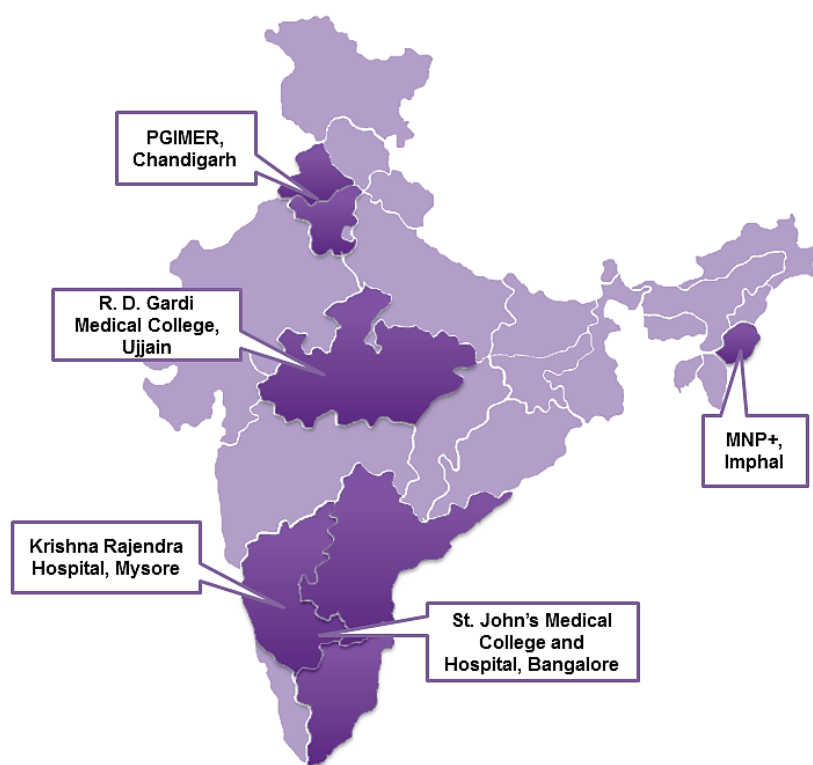 PGIMER,
Chandigarh
R. D. Gardi
Medical College,
Ujjain
MNP+,
Imphal
Krishna Rajendra
Hospital, Mysore
St. John’s Medical
College and
Hospital, Bangalore